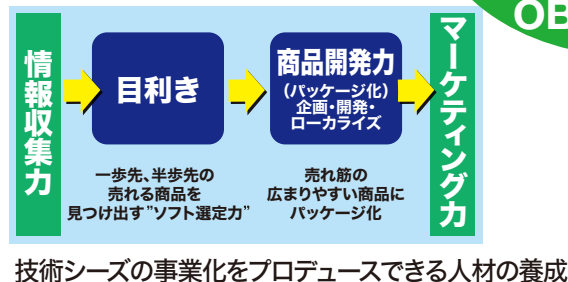 OB
情報収集力
目利き
商品開発力
(パッケージ化)
企画・開発・
ローカライズ
マーケティング力
一歩先、半歩先の
売れる商品を
見つけ出す”ソフト選定力”
売れ筋の
広まりやすい商品に
パッケージ化
技術シーズの事業化をプロデュースできる人材の養成